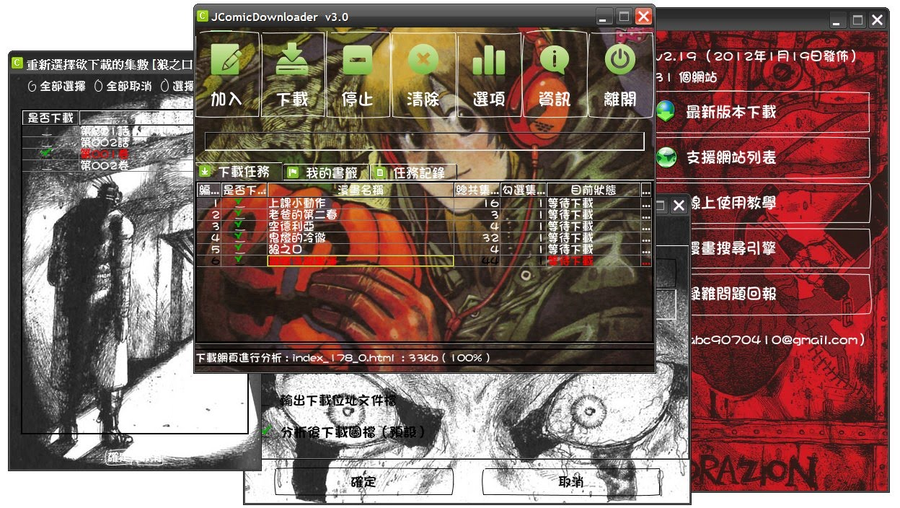 JComicDownloader v3.0
加入
下載
停止
清除
選項
資訊
離開
下載任務
我的書籤
任務記錄
編... 是否下... 漫畫名稱 總共集... 勾選集... 目前狀態 ...
1 上課小動作 16 1 等待下載 ...
2 老爸的第二春 3 1 等待下載 ...
3 空德利亞 4 1 等待下載 ...
4 鬼燈的冷徹 32 1 等待下載 ...
5 狼之口 4 1 等待下載 ...
6 44 1 等待下載 ...
下載網頁進行分析 : index_178_0.html : 33Kb ( 100% )
重新選擇欲下載的集數 [狼之口
全部選擇 全部取消 選擇
是否下載
第001話
第002話
第002卷
v2.19 (2012年1月19日發佈)
31 個網站
最新版本下載
支援網站列表
線上使用教學
漫畫搜尋引擎
疑難問題回報
abc9070410@gmail.com)
輸出下載位址文件檔
分析後下載圖檔 (預設)
確定
取消